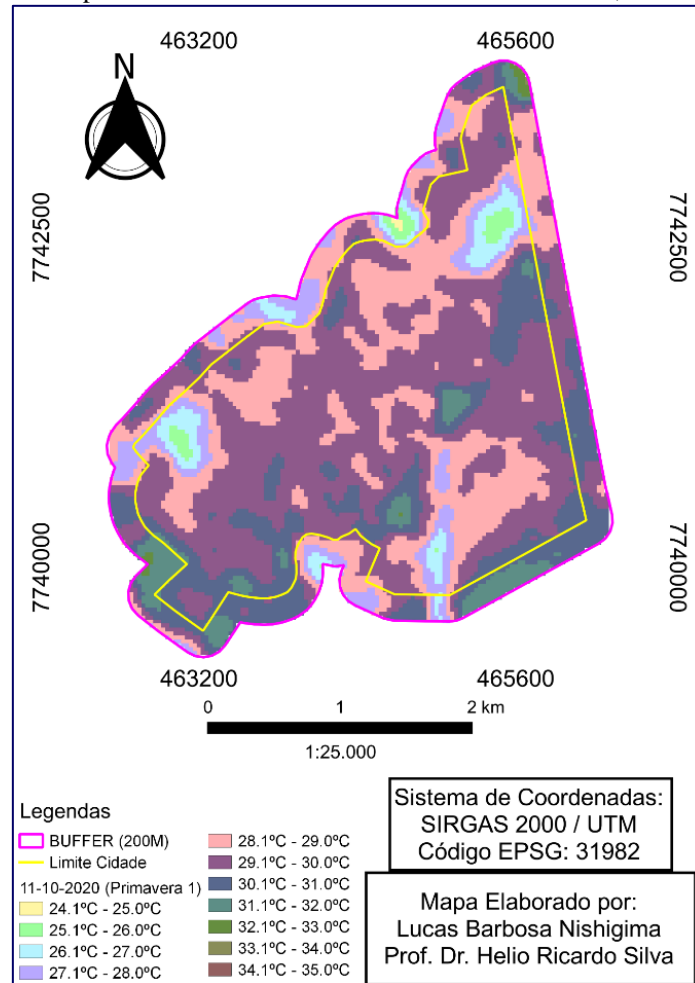 463200 465600
N
7742500 7742500
7740000 7740000
463200 465600
0 1 2 km
1:25.000
Legendas
BUFFER (200M)
Limite Cidade
11-10-2020 (Primavera 1)
24.1ºC - 25.0ºC
25.1ºC - 26.0ºC
26.1ºC - 27.0ºC
27.1ºC - 28.0ºC
28.1ºC - 29.0ºC
29.1ºC - 30.0ºC
30.1ºC - 31.0ºC
31.1ºC - 32.0ºC
32.1ºC - 33.0ºC
33.1ºC - 34.0ºC
34.1ºC - 35.0ºC
Sistema de Coordenadas:
SIRGAS 2000 / UTM
Código EPSG: 31982
Mapa Elaborado por:
Lucas Barbosa Nishigima
Prof. Dr. Helio Ricardo Silva